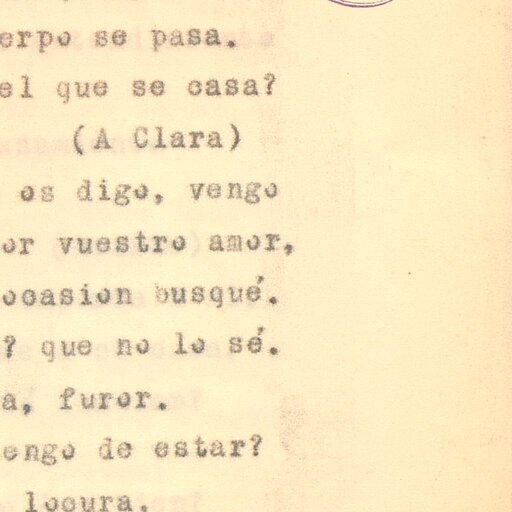 erpo se pasa.
el que se casa?
(A Clara)
os digo, vengo
or vuestro amor,
ocasion busqué.
? que no lo sé.
a, furor.
engo de estar?
locura,